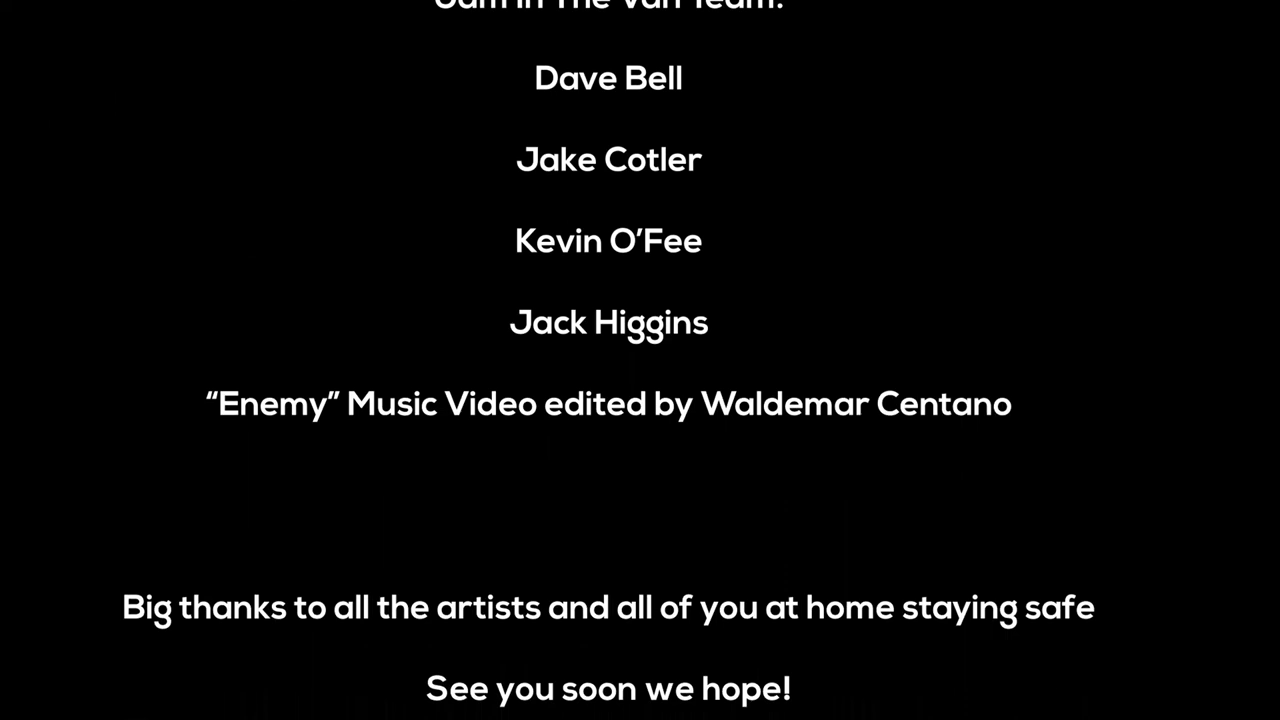 In The Van Team:
Dave Bell
Jake Cotler
Kevin O’Fee
Jack Higgins
“Enemy” Music Video edited by Waldemar Centano
Big thanks to all the artists and all of you at home staying safe
See you soon we hope!